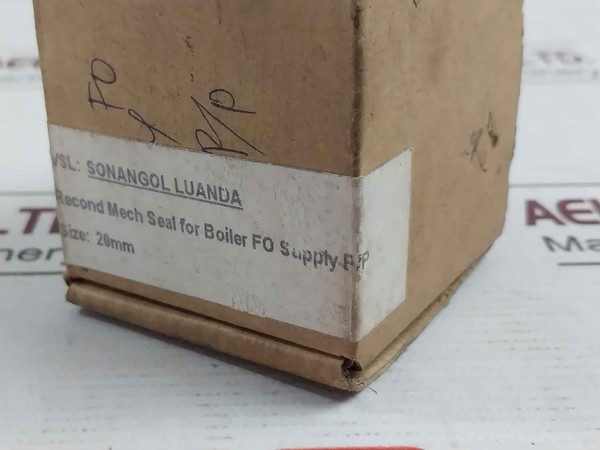 FO
P/P
VSL: SONANGOL LUANDA
Recond Mech Seal for Boiler FO Supply P/P
Size: 20mm